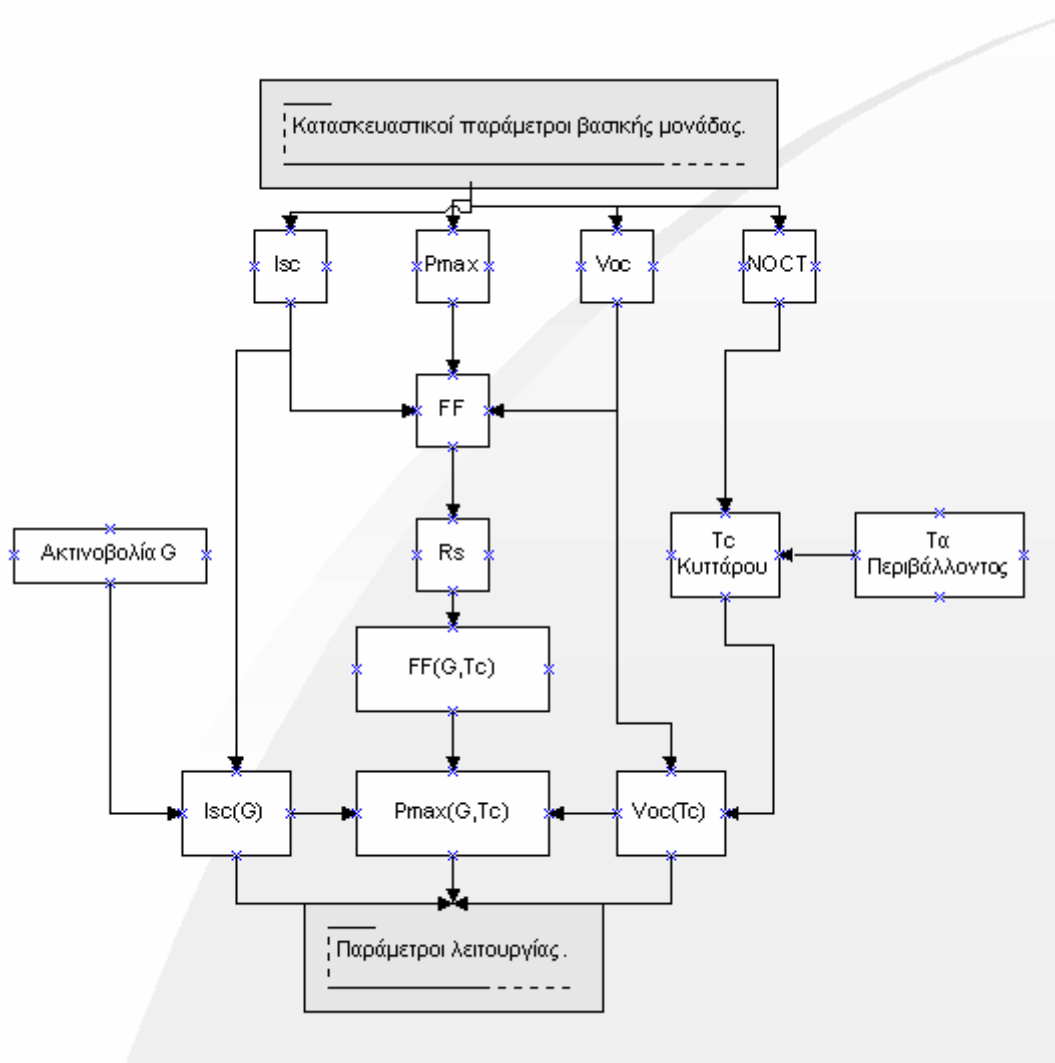 Κατασκευαστικοί παράμετροι βασικής μονάδας.
Isc
Pmax
Voc
NOCT
FF
Ακτινοβολία G
Rs
Tc
Κυττάρου
Τα
Περιβάλλοντος
FF(G,Tc)
Isc(G)
Pmax(G,Tc)
Voc(Tc)
Παράμετροι λειτουργίας .